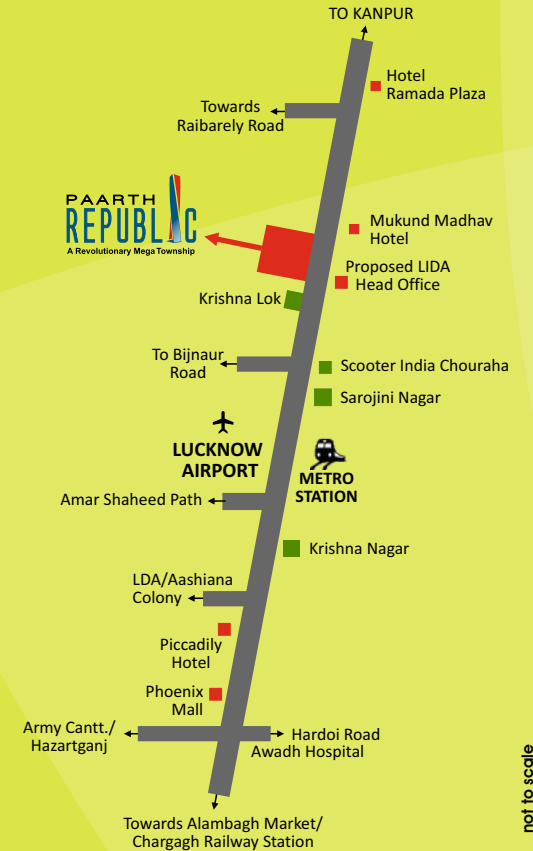 TO KANPUR
Hotel
Ramada Plaza
Towards
Raibarely Road
PAARTH
REPUBLIC
A Revolutionary Mega Township
Mukund Madhav
Hotel
Proposed LIDA
Head Office
Krishna Lok
To Bijnaur
Road
Scooter India Chouraha
Sarojini Nagar
LUCKNOW
AIRPORT
METRO
STATION
Amar Shaheed Path
Krishna Nagar
LDA/Aashiana
Colony
Piccadily
Hotel
Phoenix
Mall
Army Cantt./
Hazartganj
Hardoi Road
Awadh Hospital
Towards Alambagh Market/
Chargagh Railway Station
not to scale